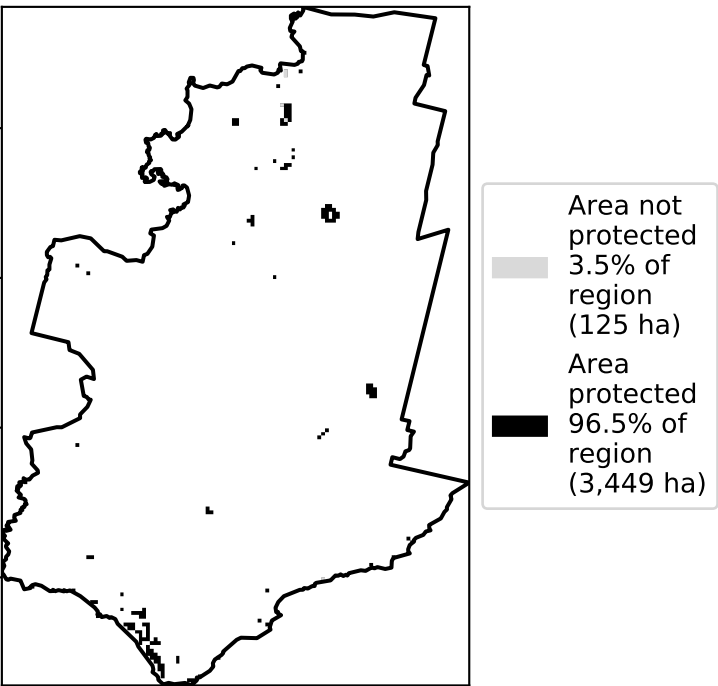 Area not
protected
3.5% of
region
(125 ha)
Area
protected
96.5% of
region
(3,449 ha)